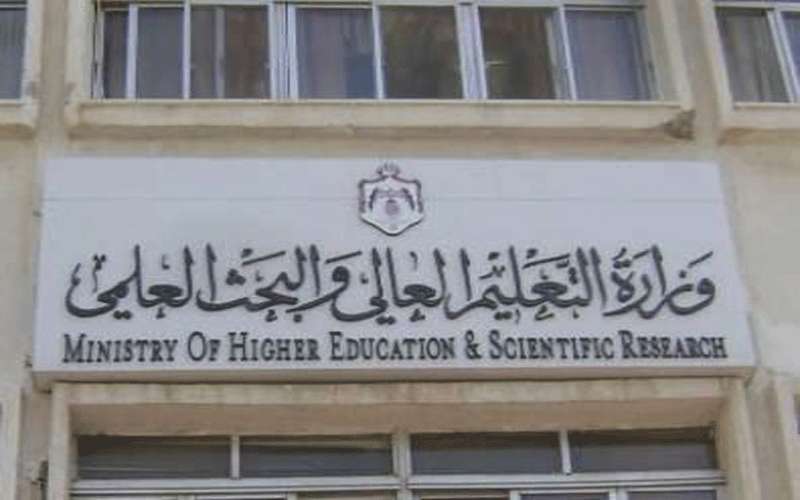 وزارة التعليم العالي والبحث العلمي
MINISTRY OF HIGHER EDUCATION & SCIENTIFIC RESEARCH